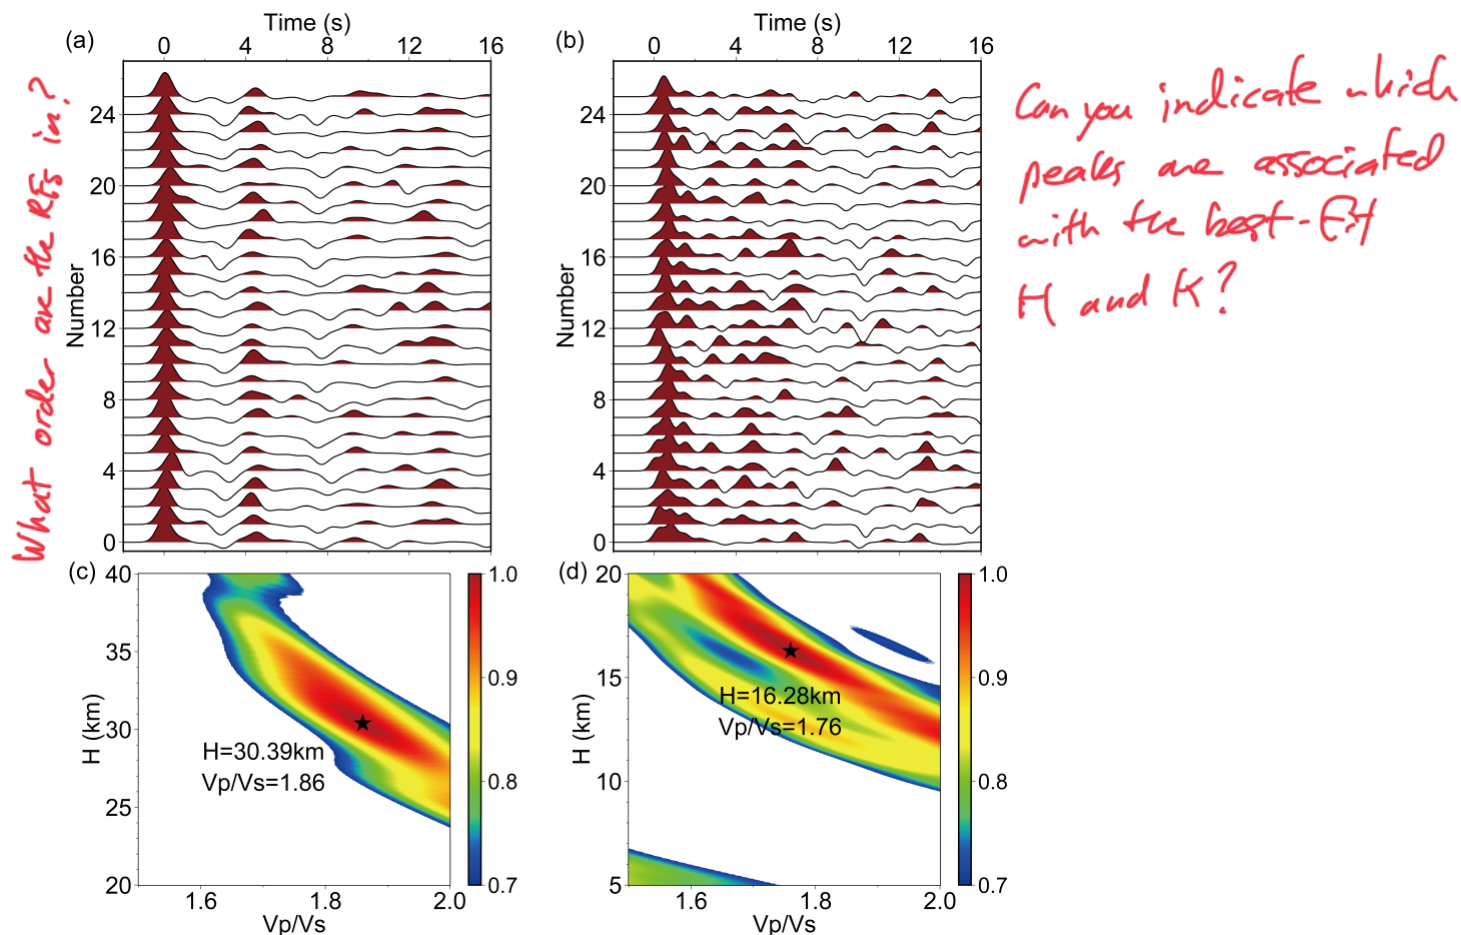 What order are the RFs in?
(a)
Time (s)
0 4 8 12 16
Number
24
20
16
12
8
4
0
(b)
Time (s)
0 4 8 12 16
Number
24
20
16
12
8
4
0
Can you indicate which
peaks are associated
with the best-fit
H and K?
(c)
H (km)
40
35
30
25
20
H=30.39km
Vp/Vs=1.86
1.6 1.8 2.0
Vp/Vs
1.0
0.9
0.8
0.7
(d)
H (km)
20
15
10
5
H=16.28km
Vp/Vs=1.76
1.6 1.8 2.0
Vp/Vs
1.0
0.9
0.8
0.7